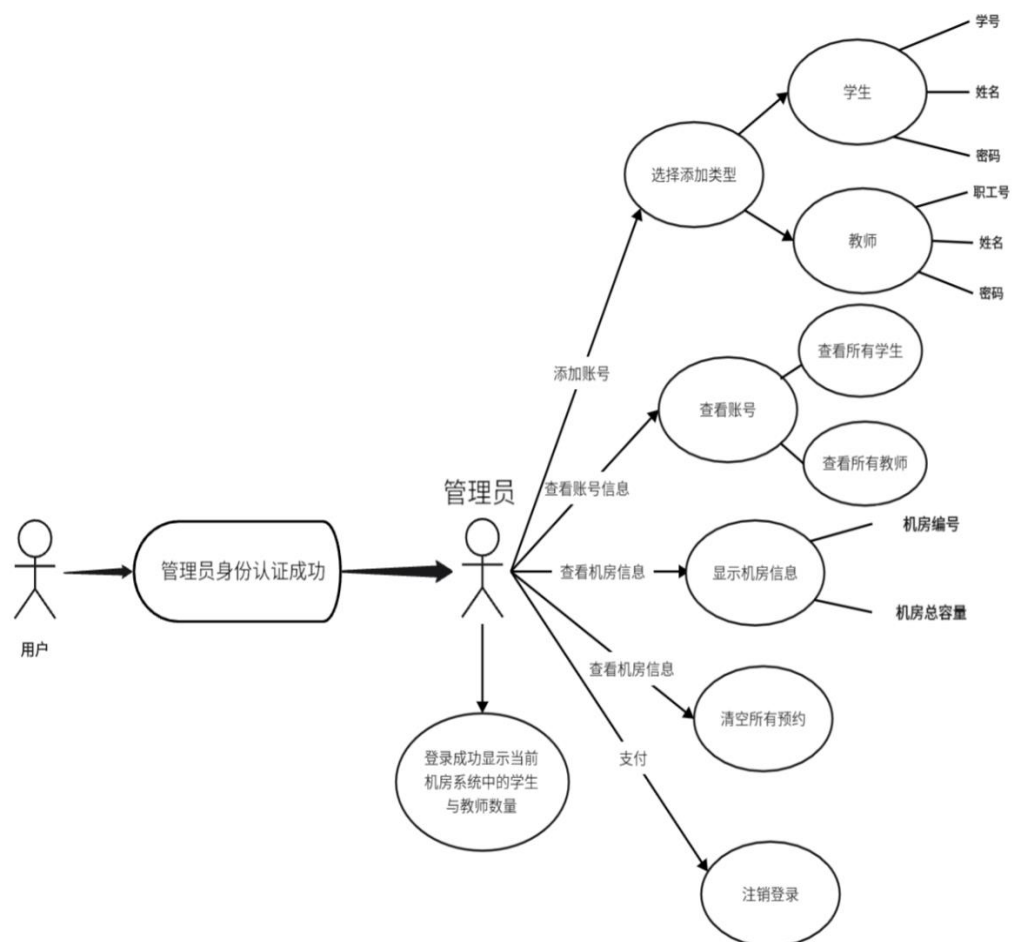 学号
学生
姓名
密码
选择添加类型
职工号
教师
姓名
密码
查看所有学生
添加账号
查看账号
查看所有教师
查看账号信息
管理员
机房编号
管理员身份认证成功
查看机房信息
显示机房信息
机房总容量
用户
查看机房信息
清空所有预约
登录成功显示当前
机房系统中的学生
与教师数量
支付
注销登录